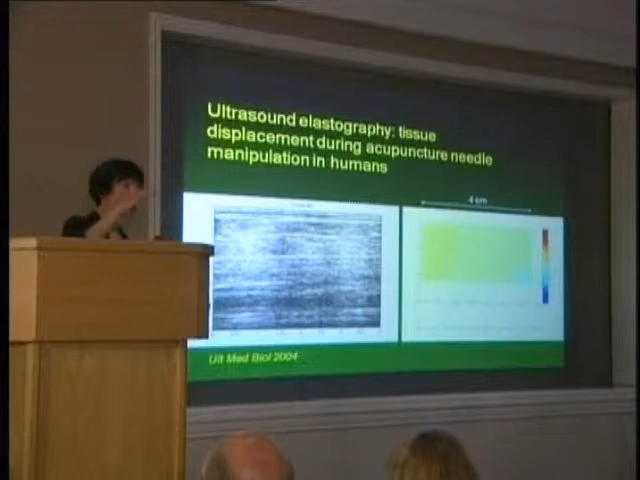 Ultrasound elastography: tissue
displacement during acupuncture needle
manipulation in humans
4 cm
Ult Med Biol 2004